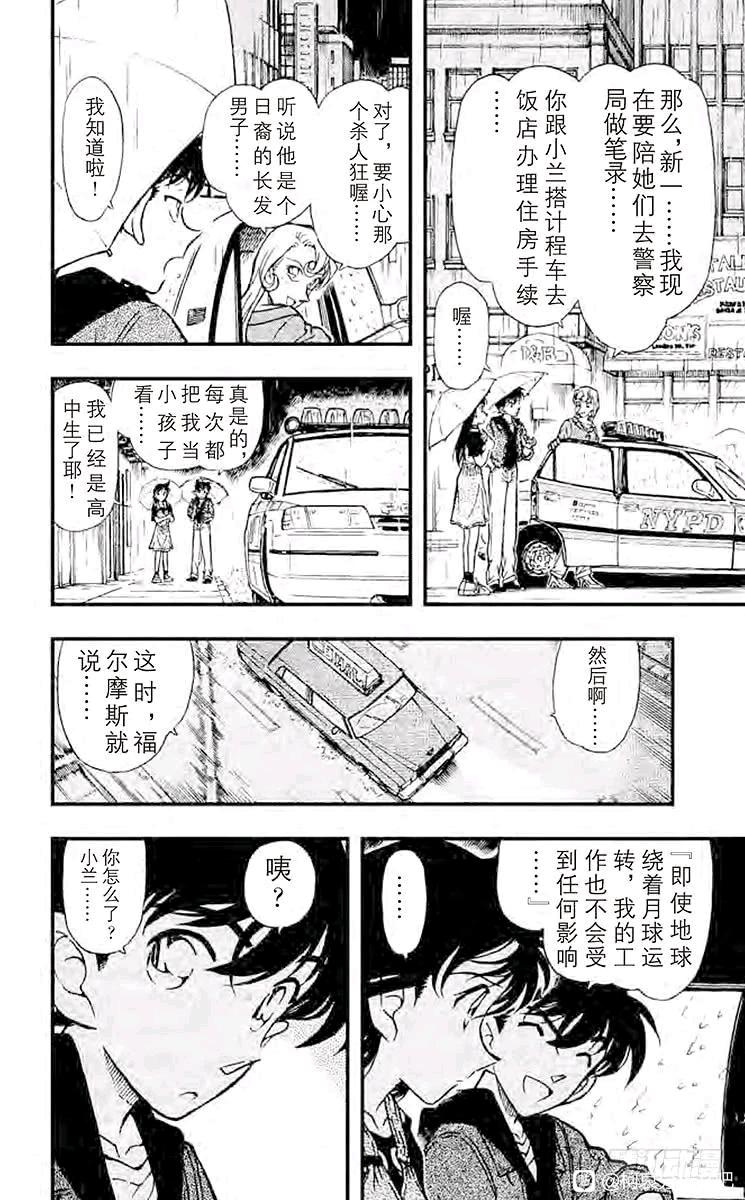 那么，新一……我现
在要陪她们去警察
局做笔录……
你跟小兰搭计程车去
饭店办理住房手续
……
喔……
TAL
RESTAU
ON'S
REST
NYPD
对了，要小心那
个杀人狂喔……
听说他是个
日裔的长发
男子……
我知道啦！
真是的，
每次都
把我当
小孩子
看……
我已经是高
中生了耶！
然后啊……
这时，福
尔摩斯就
说……
『即使地球
绕着月球运
转，我的工
作也不会受
到任何影响
……』
……
咦？
你怎么了？
小兰……